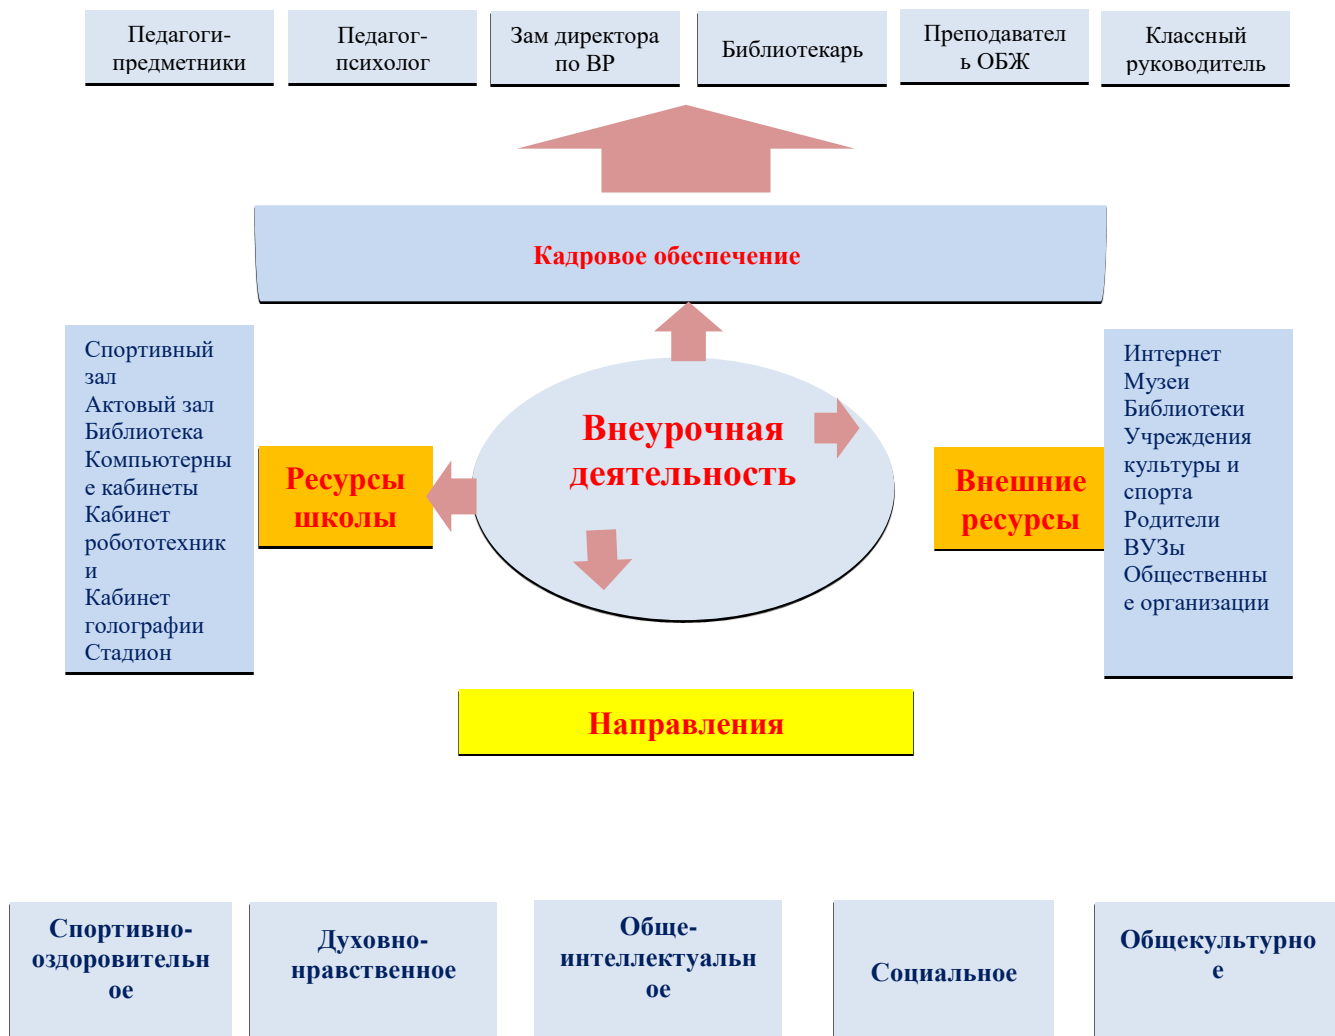 Педагоги-
предметники
Педагог-
психолог
Зам директора
по ВР
Библиотекарь
Преподавател
ь ОБЖ
Классный
руководитель
Кадровое обеспечение
Спортивный
зал
Актовый зал
Библиотека
Компьютерны
е кабинеты
Кабинет
робототехник
и
Кабинет
голографии
Стадион
Ресурсы
школы
Внеурочная
деятельность
Внешние
ресурсы
Интернет
Музеи
Библиотеки
Учреждения
культуры и
спорта
Родители
ВУЗы
Общественны
е организации
Направления
Спортивно-
оздоровительн
ое
Духовно-
нравственное
Обще-
интеллектуальн
ое
Социальное
Общекультурно
е